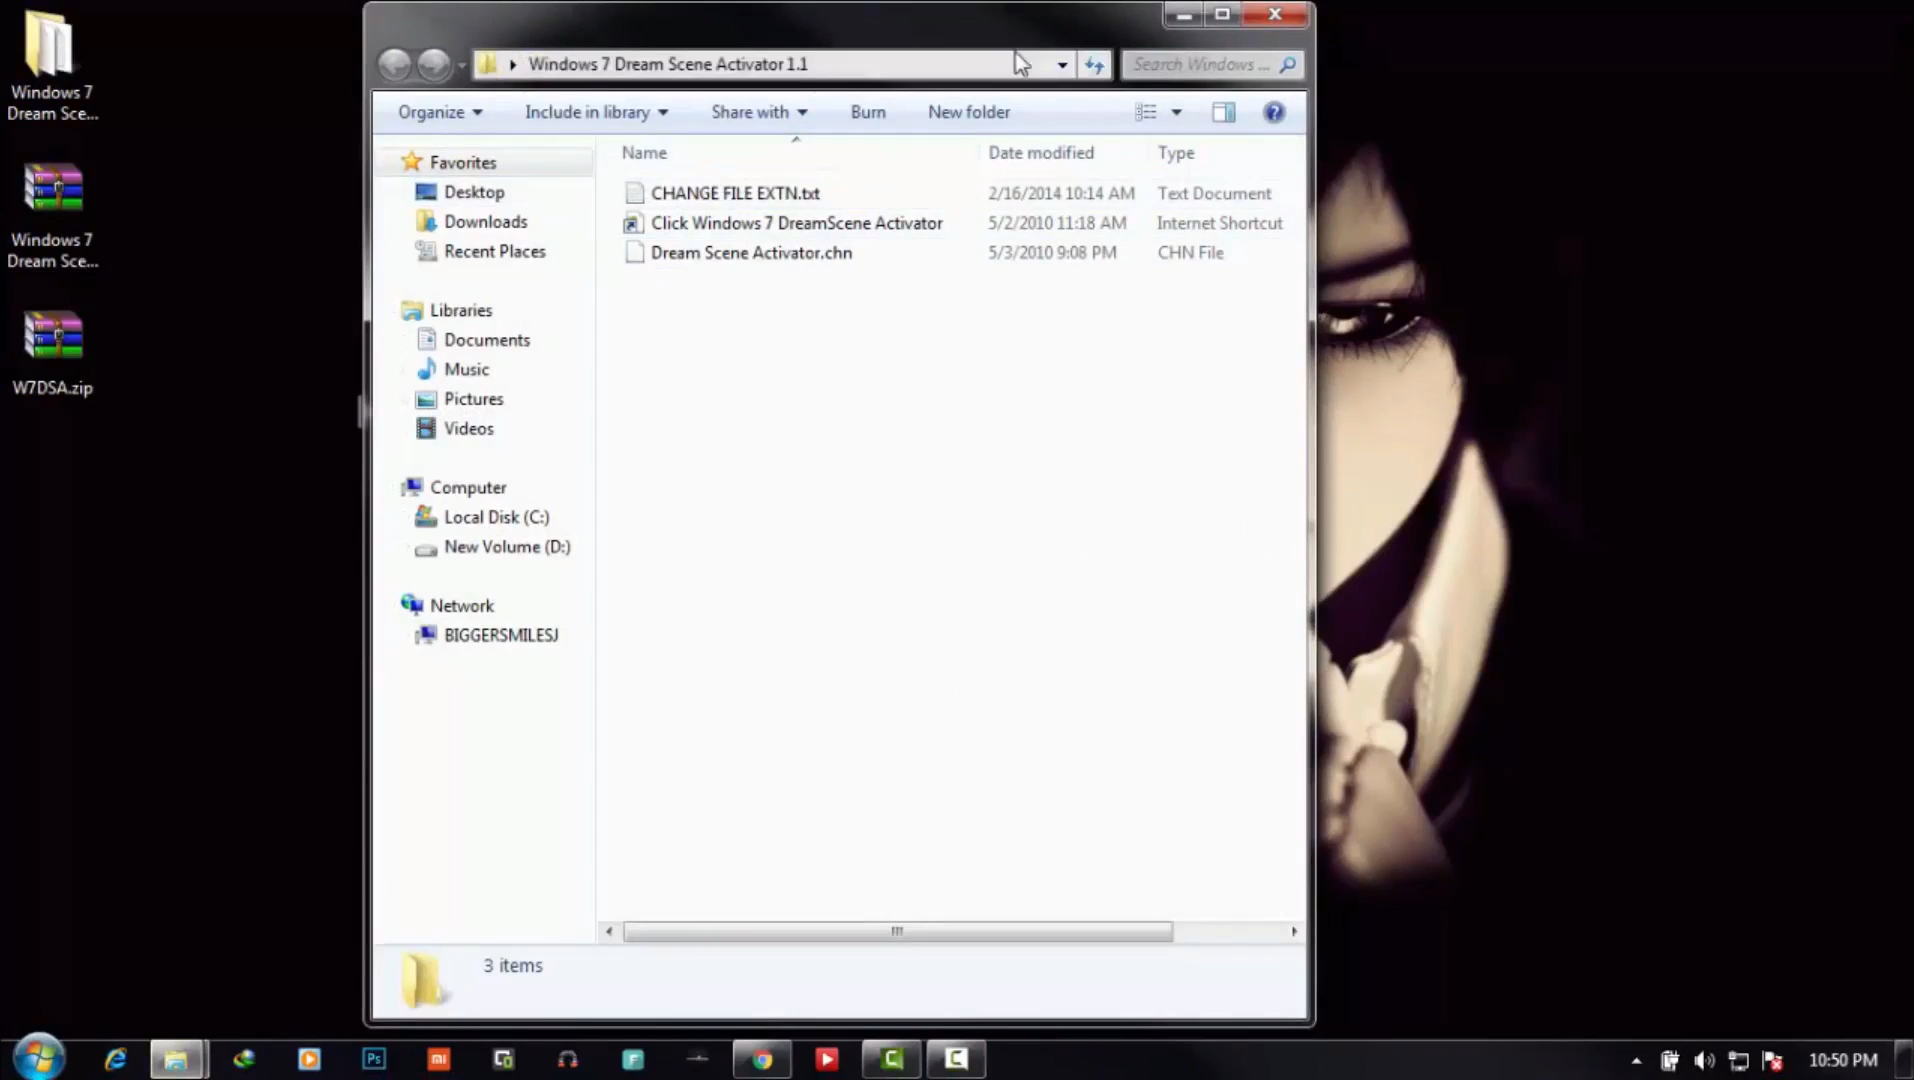 Windows 7
Dream Sce...
Windows 7
Dream Sce...
W7DSA.zip
Windows 7 Dream Scene Activator 1.1
Search Windows ...
Organize
Include in library
Share with
Burn
New folder
Favorites
Desktop
Downloads
Recent Places
Libraries
Documents
Music
Pictures
Videos
Computer
Local Disk (C:)
New Volume (D:)
Network
BIGGERSMILESJ
Name Date modified Type
CHANGE FILE EXTN.txt 2/16/2014 10:14 AM Text Document
Click Windows 7 DreamScene Activator 5/2/2010 11:18 AM Internet Shortcut
Dream Scene Activator.chn 5/3/2010 9:08 PM CHN File
3 items
Ps
10:50 PM